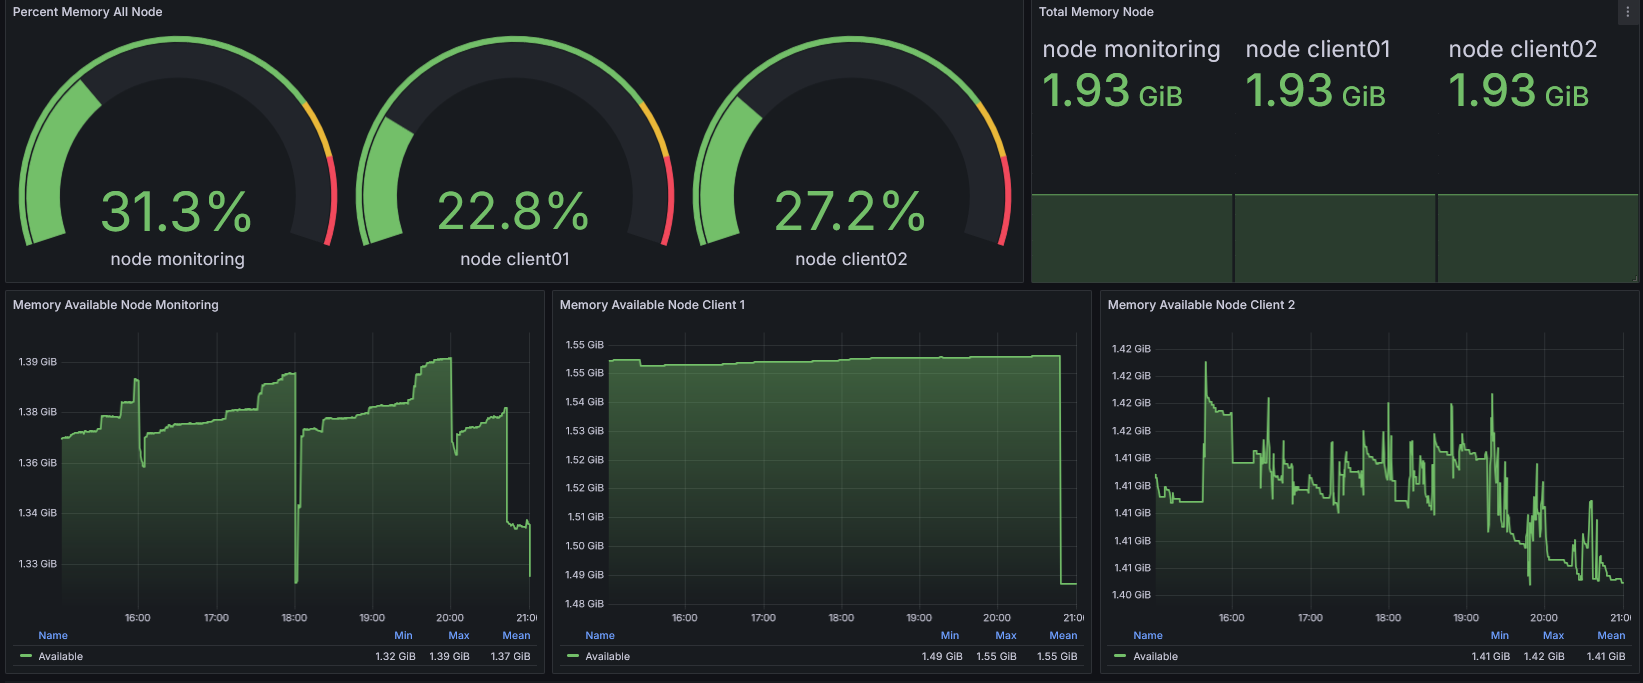 Percent Memory All Node
31.3%
node monitoring
22.8%
node client01
27.2%
node client02
Total Memory Node
node monitoring
1.93 GiB
node client01
1.93 GiB
node client02
1.93 GiB
Memory Available Node Monitoring
1.39 GiB
1.38 GiB
1.36 GiB
1.34 GiB
1.33 GiB
16:00 17:00 18:00 19:00 20:00 21:00
Name Min Max Mean
Available 1.32 GiB 1.39 GiB 1.37 GiB
Memory Available Node Client 1
1.55 GiB
1.55 GiB
1.54 GiB
1.53 GiB
1.52 GiB
1.52 GiB
1.51 GiB
1.50 GiB
1.49 GiB
1.48 GiB
16:00 17:00 18:00 19:00 20:00 21:00
Name Min Max Mean
Available 1.49 GiB 1.55 GiB 1.55 GiB
Memory Available Node Client 2
1.42 GiB
1.42 GiB
1.42 GiB
1.42 GiB
1.41 GiB
1.41 GiB
1.41 GiB
1.41 GiB
1.41 GiB
1.40 GiB
16:00 17:00 18:00 19:00 20:00 21:00
Name Min Max Mean
Available 1.41 GiB 1.42 GiB 1.41 GiB